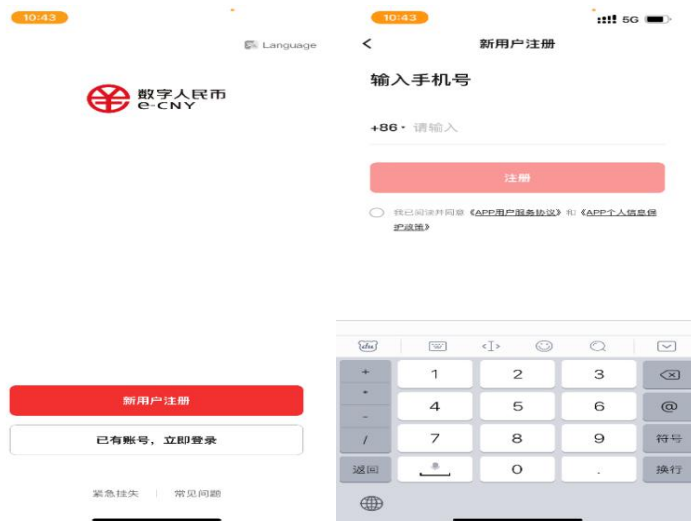 10:43
Language
数字人民币
e-CNY
新用户注册
已有账号，立即登录
紧急挂失
常见问题
10:43
5G
新用户注册
输入手机号
+86
请输入
注册
我已阅读并同意《APP用户服务协议》和《APP个人信息保
护政策》
du
+ 1 2 3
* 4 5 6 @
-
/ 7 8 9 符号
返回 0 . 换行